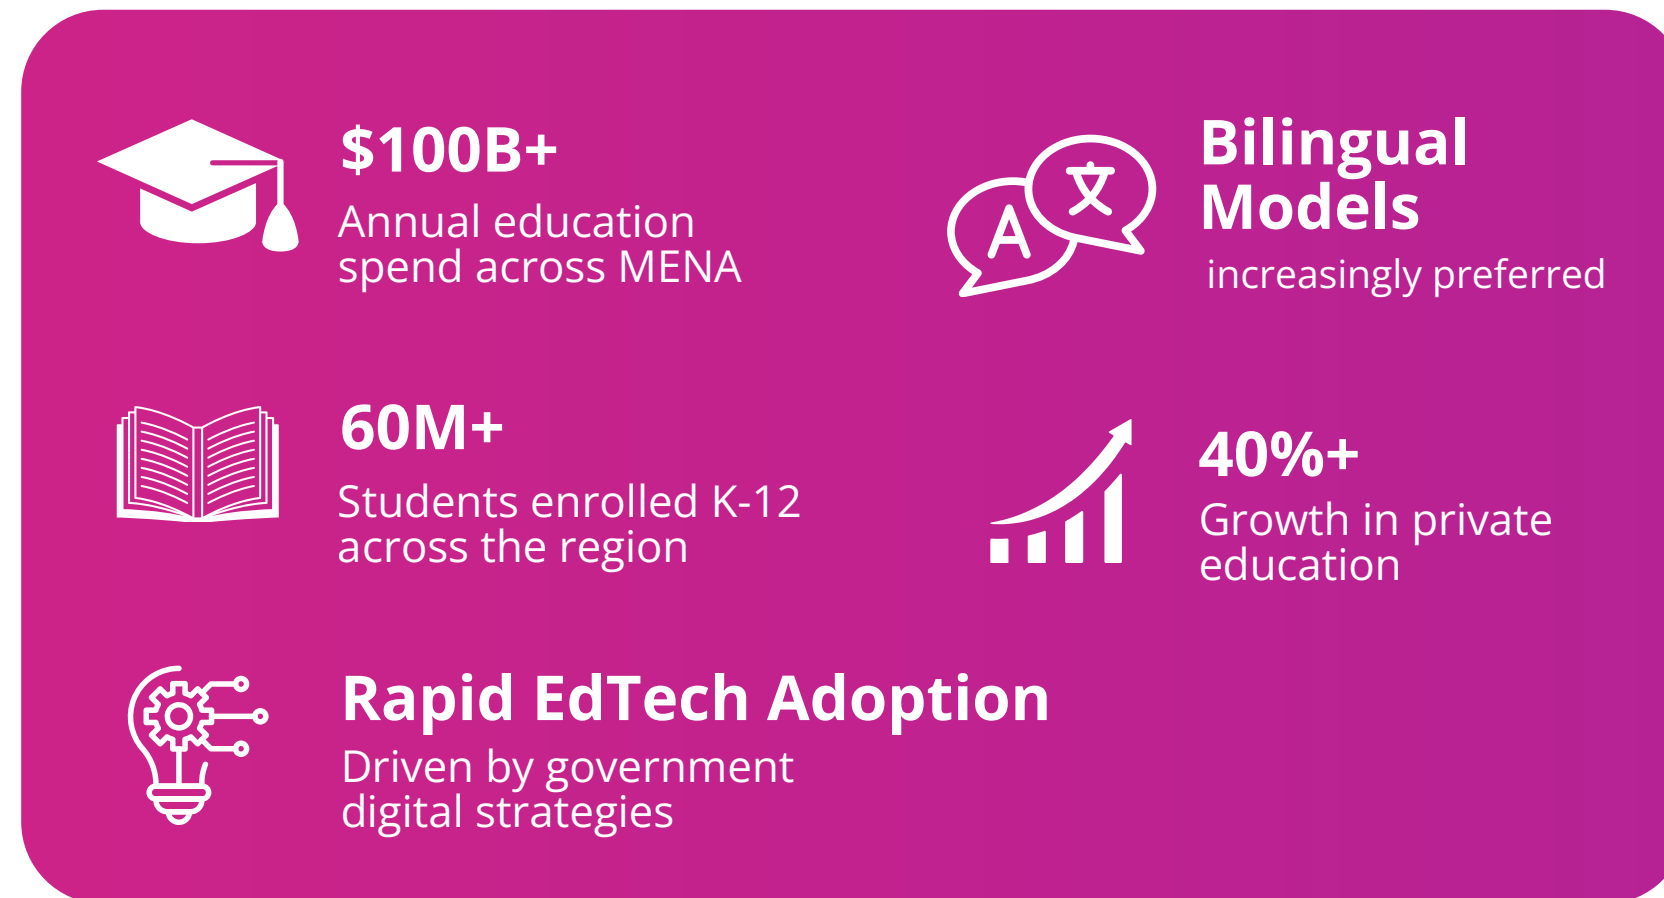 $100B+
Annual education
spend across MENA
Bilingual
Models
increasingly preferred
A 文
60M+
Students enrolled K-12
across the region
40%+
Growth in private
education
Rapid EdTech Adoption
Driven by government
digital strategies